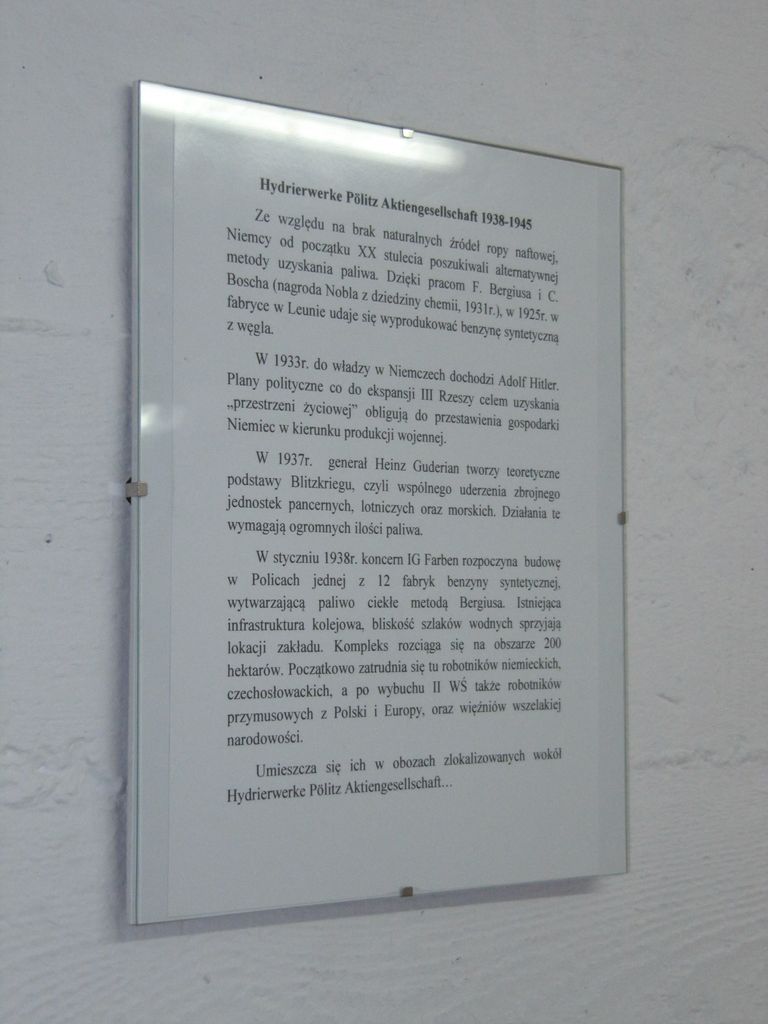 Hydrierwerke Pölitz Aktiengesellschaft 1938-1945
Ze względu na brak naturalnych źródeł ropy naftowej,
Niemcy od początku XX stulecia poszukiwali alternatywnej
metody uzyskania paliwa. Dzięki pracom F. Bergiusa i C.
Boscha (nagroda Nobla z dziedziny chemii, 1931r.), w 1925r. w
fabryce w Leunie udaje się wyprodukować benzynę syntetyczną
z węgla.
W 1933r. do władzy w Niemczech dochodzi Adolf Hitler.
Plany polityczne co do ekspansji III Rzeszy celem uzyskania
„przestrzeni życiowej” obligują do przestawienia gospodarki
Niemiec w kierunku produkcji wojennej.
W 1937r. generał Heinz Guderian tworzy teoretyczne
podstawy Blitzkriegu, czyli wspólnego uderzenia zbrojnego
jednostek pancernych, lotniczych oraz morskich. Działania te
wymagają ogromnych ilości paliwa.
W styczniu 1938r. koncern IG Farben rozpoczyna budowę
w Policach jednej z 12 fabryk benzyny syntetycznej,
wytwarzającą paliwo ciekłe metodą Bergiusa. Istniejąca
infrastruktura kolejowa, bliskość szlaków wodnych sprzyjają
lokacji zakładu. Kompleks rozciąga się na obszarze 200
hektarów. Początkowo zatrudnia się tu robotników niemieckich,
czechosłowackich, a po wybuchu II WŚ także robotników
przymusowych z Polski i Europy, oraz więźniów wszelakiej
narodowości.
Umieszcza się ich w obozach zlokalizowanych wokół
Hydrierwerke Pölitz Aktiengesellschaft…